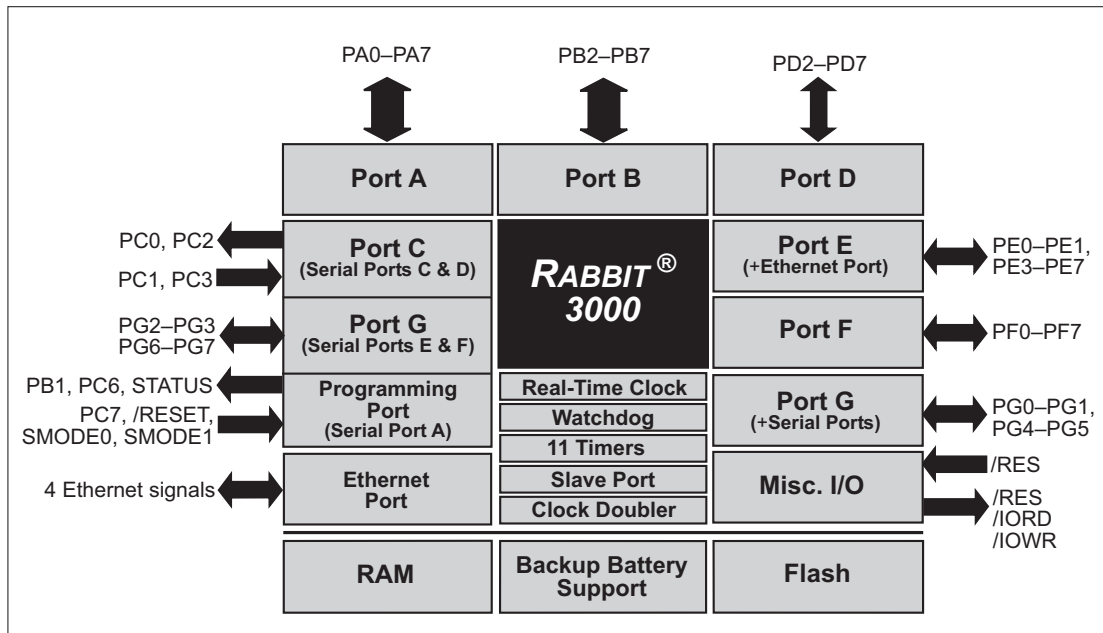 PA0–PA7
PB2–PB7
PD2–PD7
Port A
Port B
Port D
PC0, PC2
PC1, PC3
Port C
(Serial Ports C & D)
RABBIT ®
3000
Port E
(+Ethernet Port)
PE0–PE1,
PE3–PE7
PG2–PG3
PG6–PG7
Port G
(Serial Ports E & F)
Port F
PF0–PF7
PB1, PC6, STATUS
PC7, /RESET,
SMODE0, SMODE1
Programming
Port
(Serial Port A)
Real-Time Clock
Watchdog
11 Timers
Slave Port
Clock Doubler
Port G
(+Serial Ports)
PG0–PG1,
PG4–PG5
4 Ethernet signals
Ethernet
Port
Misc. I/O
/RES
/RES
/IORD
/IOWR
RAM
Backup Battery
Support
Flash